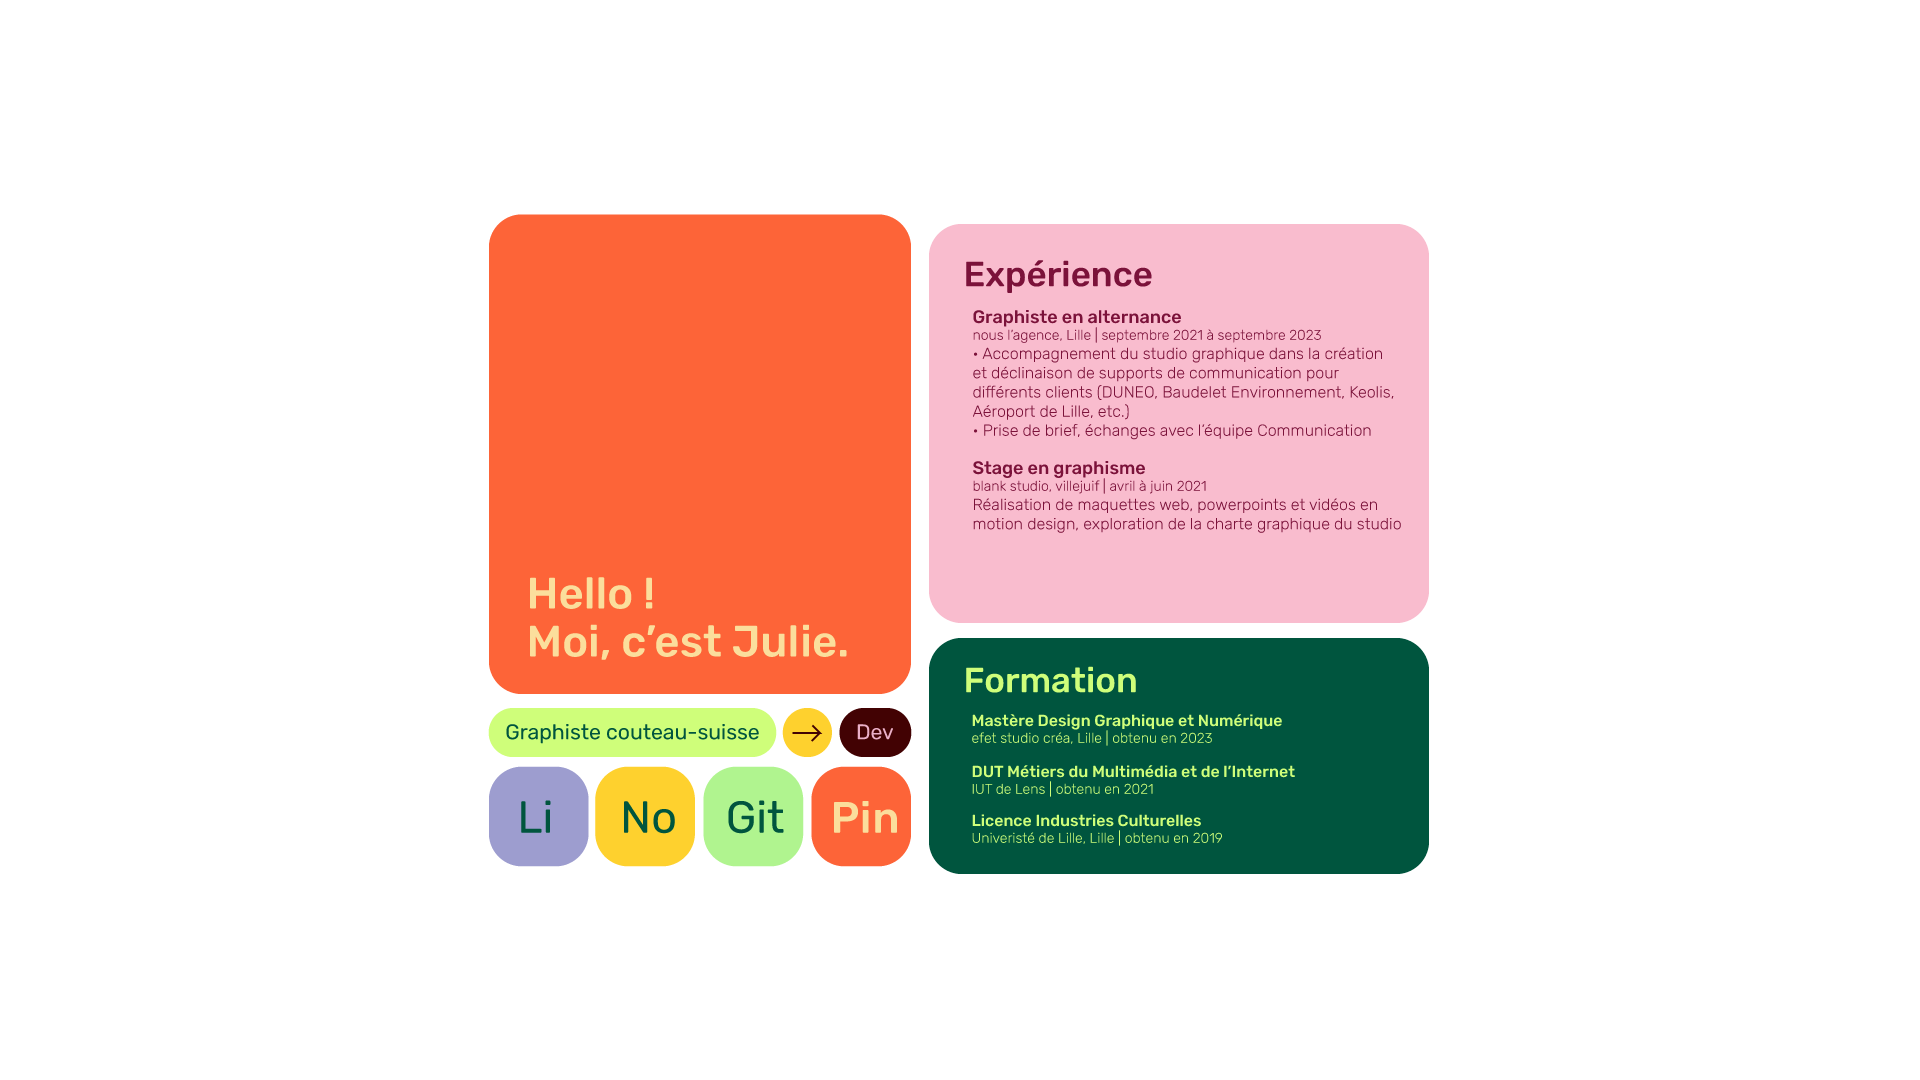 Hello !
Moi, c’est Julie.
Graphiste couteau-suisse
→
Dev
Li
No
Git
Pin
Expérience
Graphiste en alternance
nous l’agence, Lille | septembre 2021 à septembre 2023
• Accompagnement du studio graphique dans la création
et déclinaison de supports de communication pour
différents clients (DUNEO, Baudelet Environnement, Keolis,
Aéroport de Lille, etc.)
• Prise de brief, échanges avec l’équipe Communication
Stage en graphisme
blank studio, villejuif | avril à juin 2021
Réalisation de maquettes web, powerpoints et vidéos en
motion design, exploration de la charte graphique du studio
Formation
Mastère Design Graphique et Numérique
efet studio créa, Lille | obtenu en 2023
DUT Métiers du Multimédia et de l’Internet
IUT de Lens | obtenu en 2021
Licence Industries Culturelles
Univeristé de Lille, Lille | obtenu en 2019